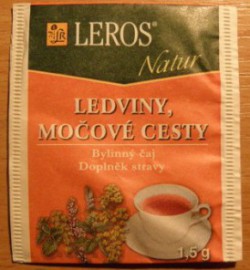 LEROS®
Natur
LEDVINY,
MOČOVÉ CESTY
Bylinný čaj
Doplněk stravy
1,5 g